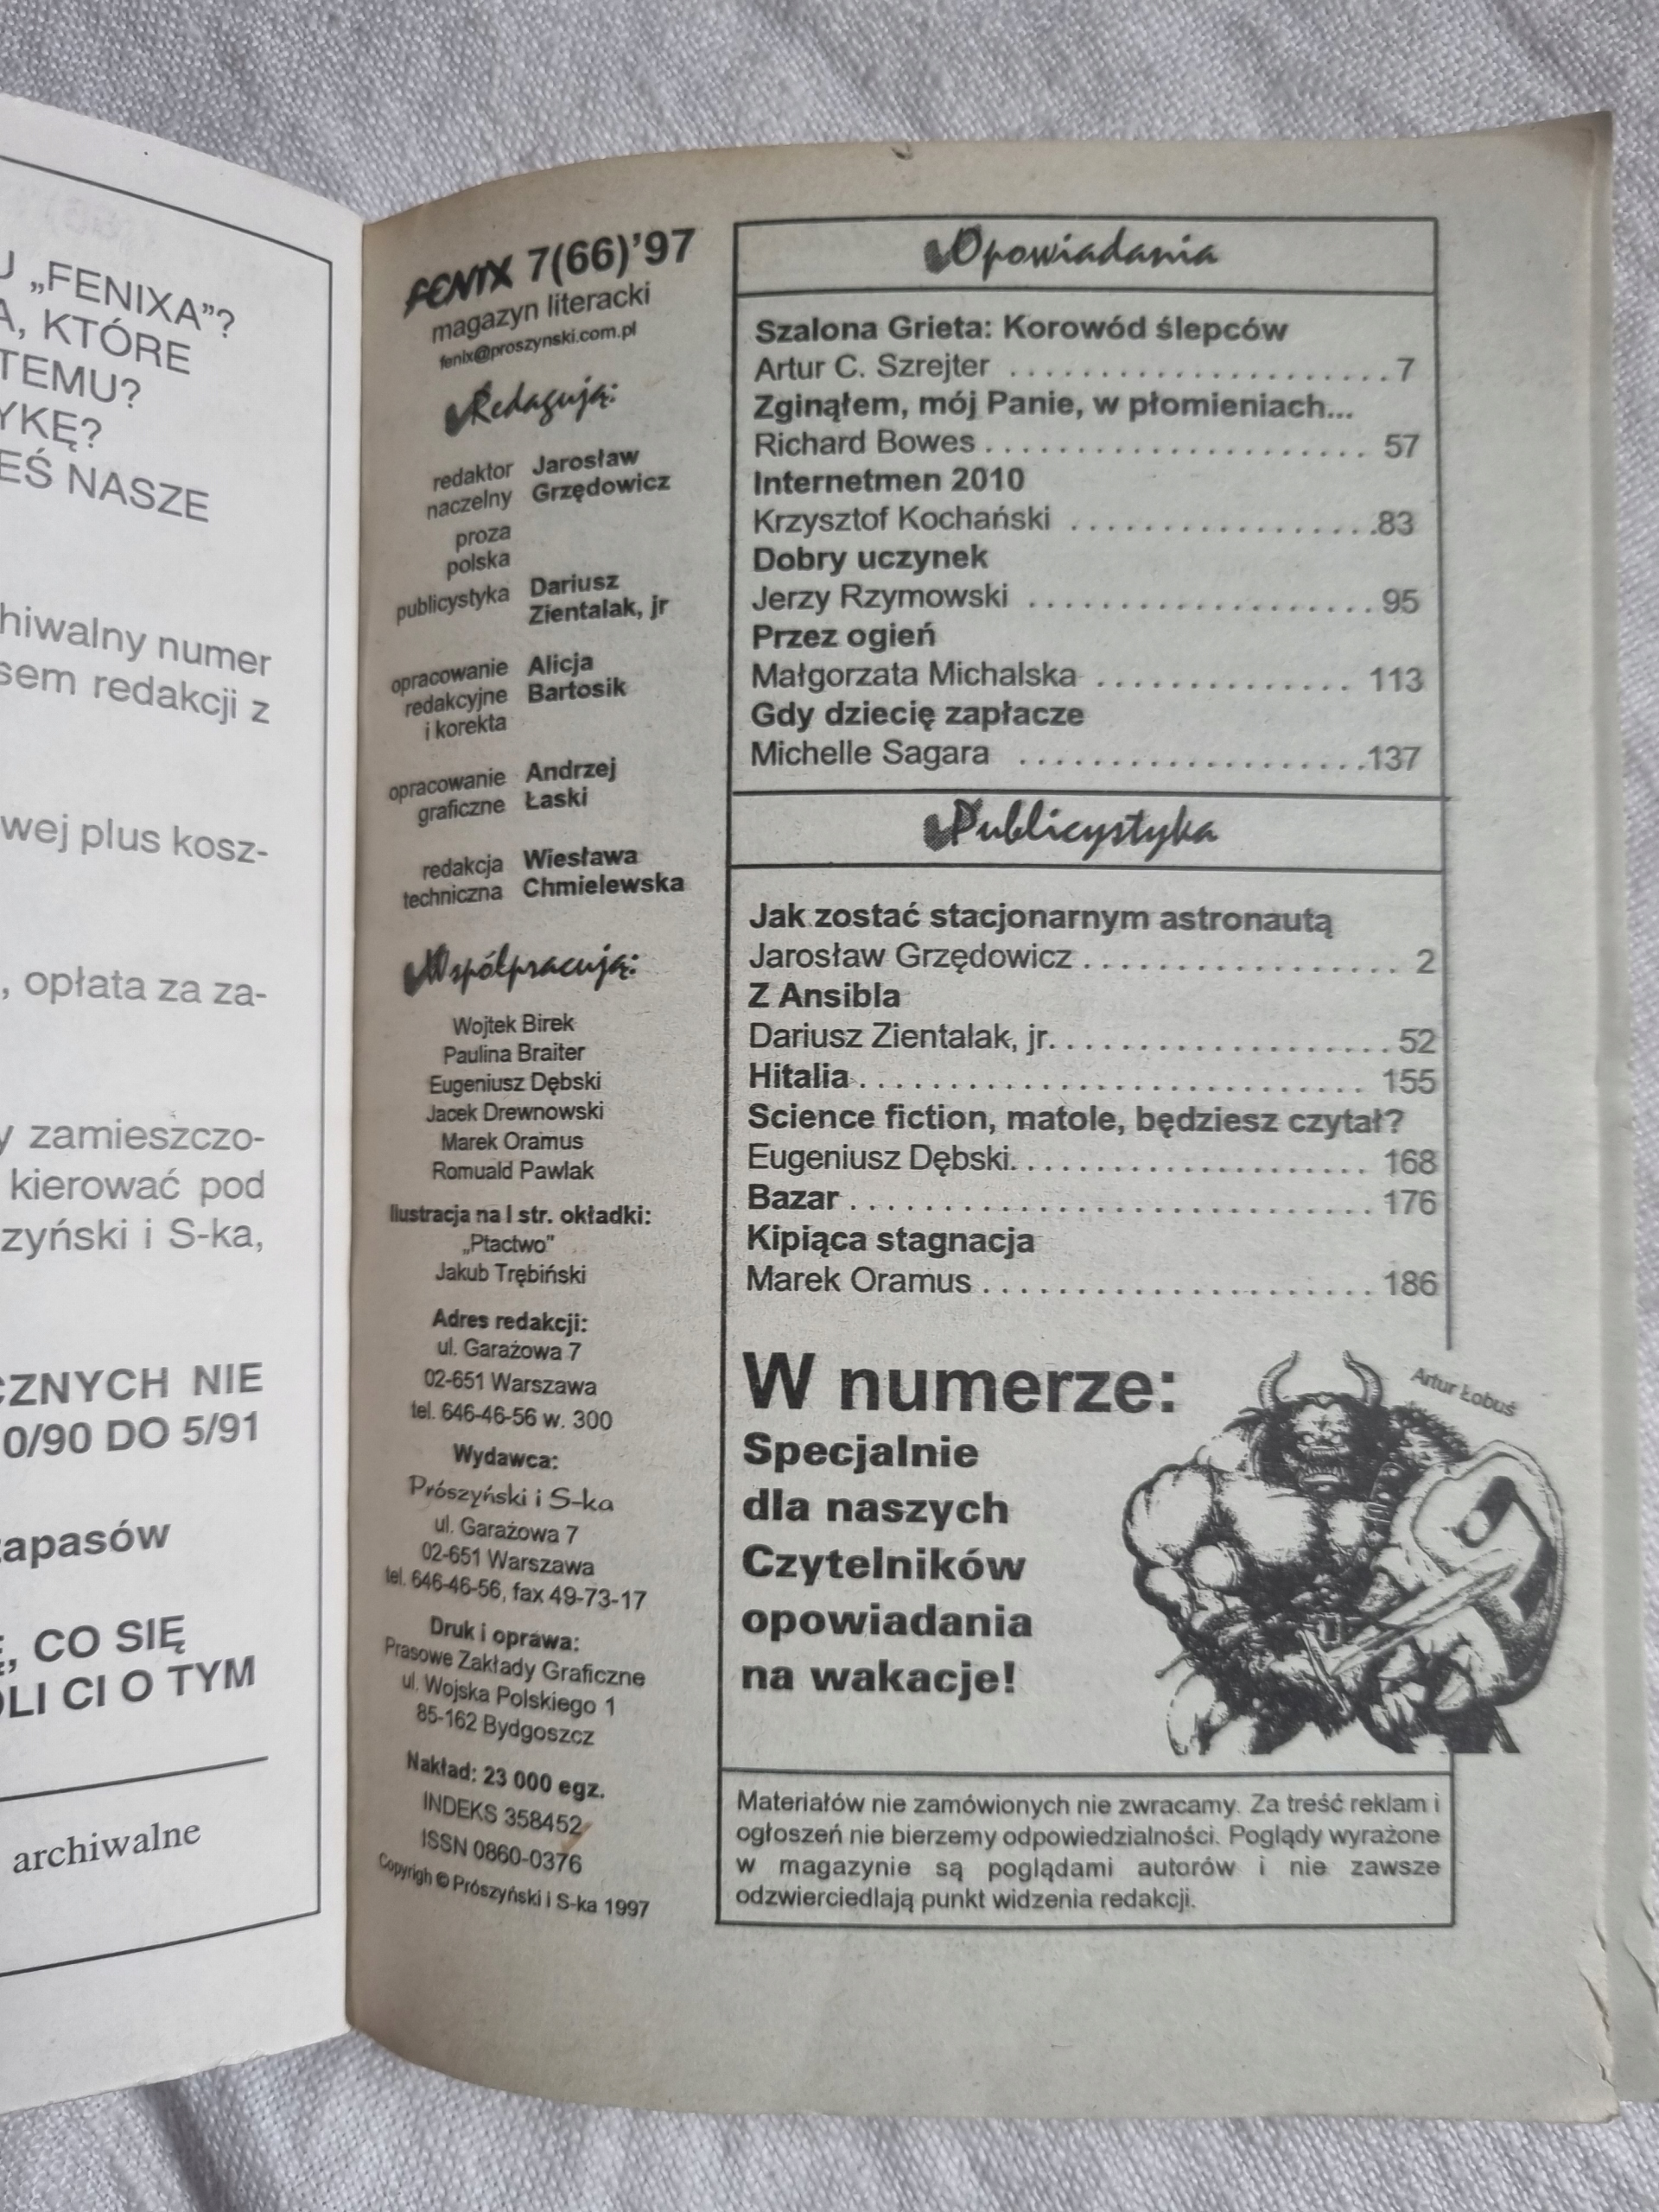 U „FENIXA”?
A, KTÓRE
TEMU?
YKĘ?
EŚ NASZE
hiwalny numer
sem redakcji z
wej plus kosz-
, opłata za za-
y zamieszczo-
kierować pod
szyński i S-ka,
CZNYCH NIE
0/90 DO 5/91
zapasów
Ę, CO SIĘ
OLI CI O TYM
archiwalne
FENIX 7(66)’97
magazyn literacki
fenix@proszynski.com.pl
Redagują:
redaktor Jarosław
naczelny Grzędowicz
proza
polska
publicystyka Dariusz
Zientalak, jr
opracowanie Alicja
redakcyjne Bartosik
i korekta
opracowanie Andrzej
graficzne Łaski
redakcja Wiesława
techniczna Chmielewska
Współpracują:
Wojtek Birek
Paulina Braiter
Eugeniusz Dębski
Jacek Drewnowski
Marek Oramus
Romuald Pawlak
Ilustracja na I str. okładki:
„Ptactwo”
Jakub Trębiński
Adres redakcji:
ul. Garażowa 7
02-651 Warszawa
tel. 646-46-56 w. 300
Wydawca:
Prószyński i S-ka
ul. Garażowa 7
02-651 Warszawa
tel. 646-46-56, fax 49-73-17
Druk i oprawa:
Prasowe Zakłady Graficzne
ul. Wojska Polskiego 1
85-162 Bydgoszcz
Nakład: 23 000 egz.
INDEKS 358452
ISSN 0860-0376
Copyrigh © Prószyński i S-ka 1997
Opowiadania
Szalona Grieta: Korowód ślepców
Artur C. Szrejter . . . . . . . . . . . . . . . . . . . . . . 7
Zginąłem, mój Panie, w płomieniach...
Richard Bowes . . . . . . . . . . . . . . . . . . . . . . 57
Internetmen 2010
Krzysztof Kochański . . . . . . . . . . . . . . . . . .83
Dobry uczynek
Jerzy Rzymowski . . . . . . . . . . . . . . . . . . . . 95
Przez ogień
Małgorzata Michalska . . . . . . . . . . . . . . . 113
Gdy dziecię zapłacze
Michelle Sagara . . . . . . . . . . . . . . . . . . . .137
Publicystyka
Jak zostać stacjonarnym astronautą
Jarosław Grzędowicz . . . . . . . . . . . . . . . . . . 2
Z Ansibla
Dariusz Zientalak, jr. . . . . . . . . . . . . . . . . . . . 52
Hitalia . . . . . . . . . . . . . . . . . . . . . . . . . . . . . 155
Science fiction, matole, będziesz czytał?
Eugeniusz Dębski. . . . . . . . . . . . . . . . . . . . . 168
Bazar . . . . . . . . . . . . . . . . . . . . . . . . . . . . . . 176
Kipiąca stagnacja
Marek Oramus . . . . . . . . . . . . . . . . . . . . . . . 186
W numerze:
Artur Łobuś
Specjalnie
dla naszych
Czytelników
opowiadania
na wakacje!
Materiałów nie zamówionych nie zwracamy. Za treść reklam i
ogłoszeń nie bierzemy odpowiedzialności. Poglądy wyrażone
w magazynie są poglądami autorów i nie zawsze
odzwierciedlają punkt widzenia redakcji.